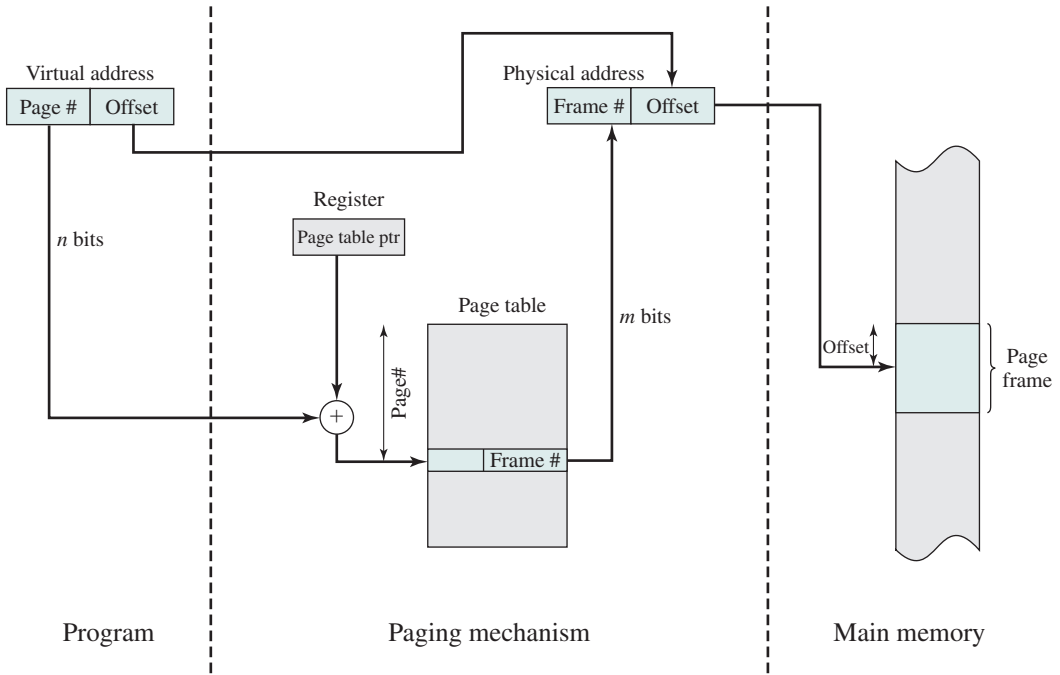 Virtual address
Page #
Offset
Physical address
Frame #
Offset
n bits
Register
Page table ptr
Page table
m bits
Page#
+
Frame #
Offset
Page
frame
Program
Paging mechanism
Main memory